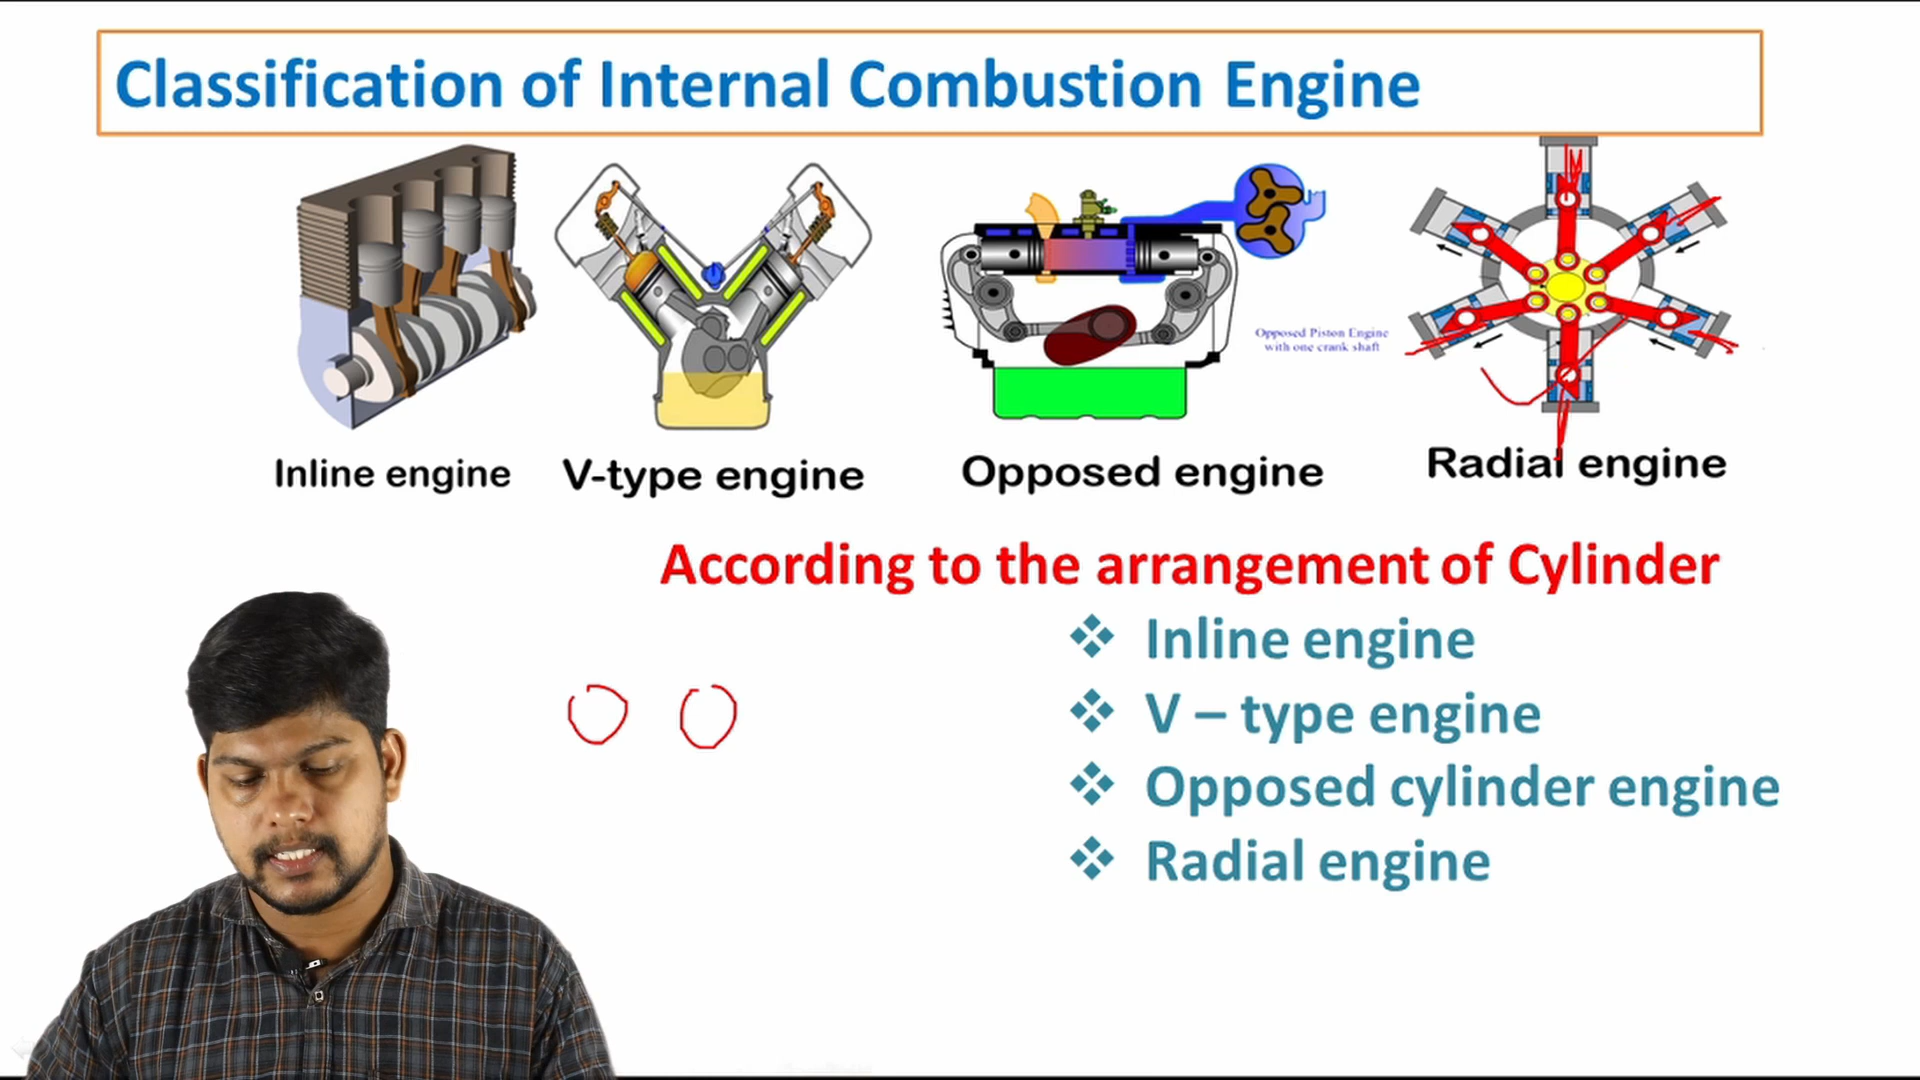 Classification of Internal Combustion Engine
Opposed Piston Engine
with one crank shaft
Inline engine
V-type engine
Opposed engine
Radial engine
According to the arrangement of Cylinder
Inline engine
V – type engine
Opposed cylinder engine
Radial engine